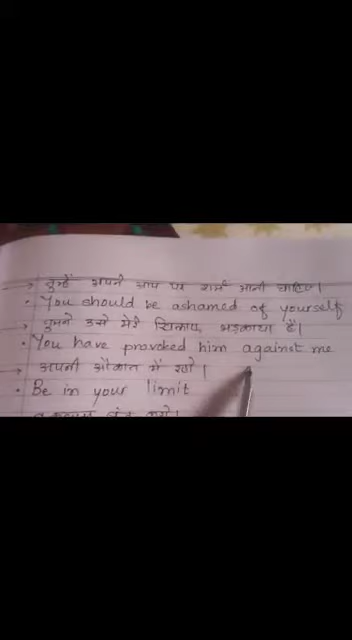 → तुम्हें अपने आप पर शर्म आनी चाहिए।
• You should be ashamed of yourself
→ तुमने उसे मेरे खिलाफ भड़काया है।
• You have provoked him against me
→ अपनी औकात में रहो।
• Be in your limit